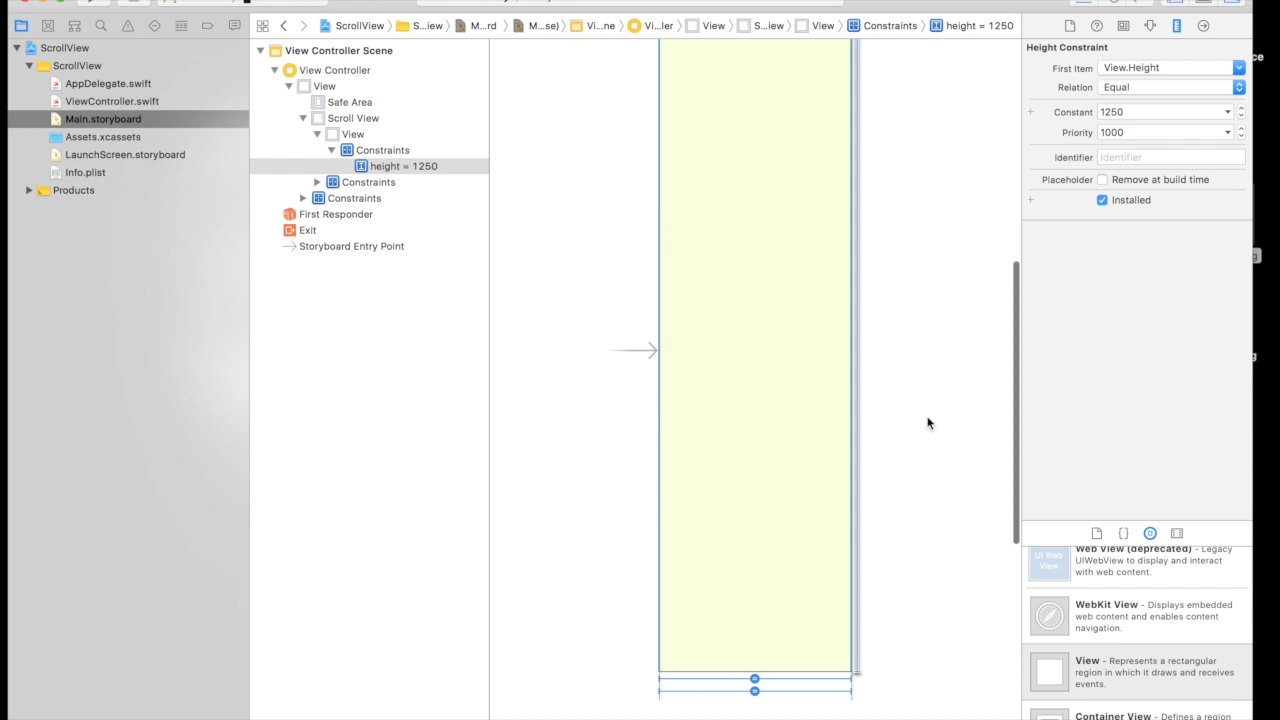 ScrollView
S...iew
M...rd
M...se)
Vi...ne
Vi...ler
View
S...iew
View
Constraints
height = 1250
ScrollView
ScrollView
AppDelegate.swift
ViewController.swift
Main.storyboard
Assets.xcassets
LaunchScreen.storyboard
Info.plist
Products
View Controller Scene
View Controller
View
Safe Area
Scroll View
View
Constraints
height = 1250
Constraints
Constraints
First Responder
Exit
Storyboard Entry Point
Height Constraint
First Item View.Height
Relation Equal
Constant 1250
Priority 1000
Identifier Identifier
Placeholder Remove at build time
Installed
UI Web
View
Web View (deprecated) - Legacy
UIWebView to display and interact
with web content.
WebKit View - Displays embedded
web content and enables content
navigation.
View - Represents a rectangular
region in which it draws and receives
events.
Container View - Defines a region
ce
g
g